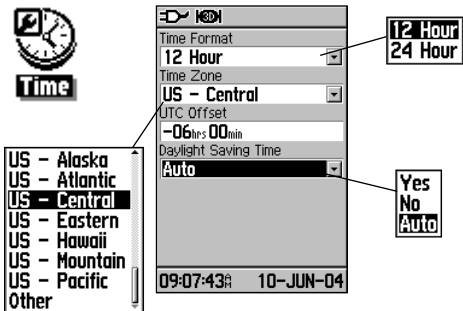 Time
Time Format
12 Hour
Time Zone
US - Central
UTC Offset
-06hrs 00min
Daylight Saving Time
Auto
09:07:43AM 10-JUN-04
12 Hour
24 Hour
US - Alaska
US - Atlantic
US - Central
US - Eastern
US - Hawaii
US - Mountain
US - Pacific
Other
Yes
No
Auto